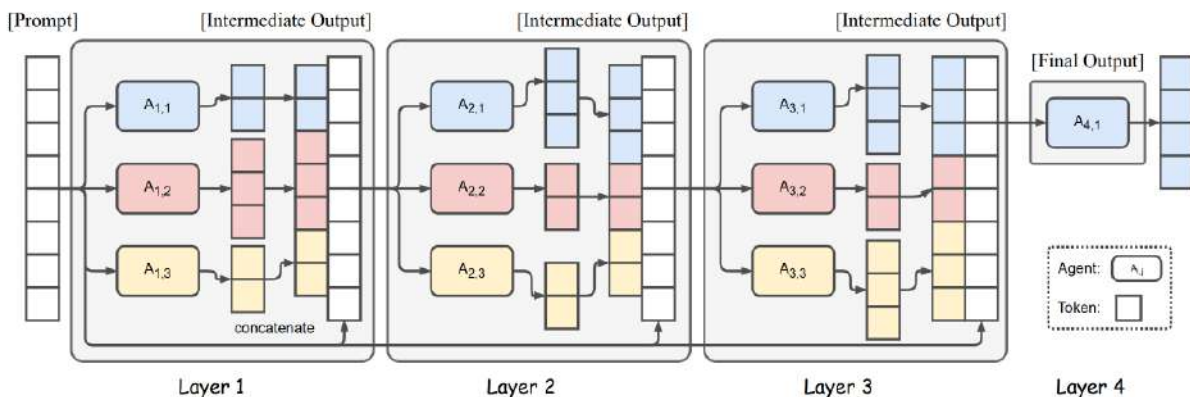 [Prompt]
[Intermediate Output]
[Intermediate Output]
[Intermediate Output]
[Final Output]
A1,1
A2,1
A3,1
A4,1
A1,2
A2,2
A3,2
A1,3
A2,3
A3,3
concatenate
Agent:
Ai,j
Token:
Layer 1
Layer 2
Layer 3
Layer 4